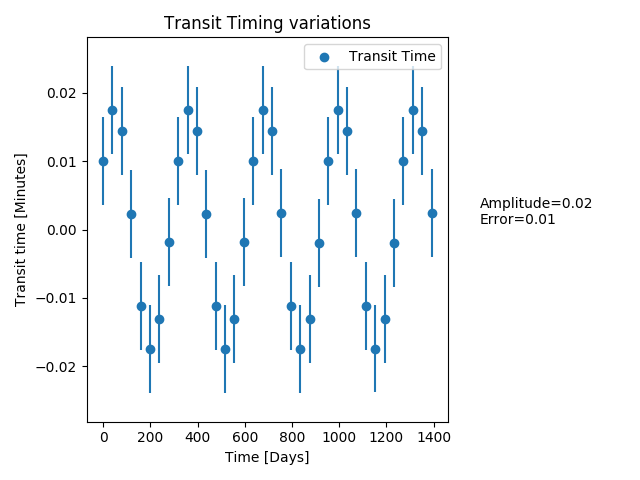 Transit Timing variations
Transit Time
0.02
0.01
0.00
−0.01
−0.02
Transit time [Minutes]
0 200 400 600 800 1000 1200 1400
Time [Days]
Amplitude=0.02
Error=0.01